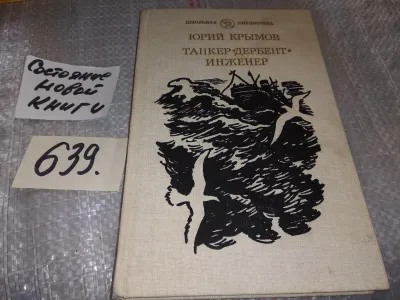 ШКОЛЬНАЯ БИБЛИОТЕКА
ЮРИЙ КРЫМОВ
ТАНКЕР «ДЕРБЕНТ»
ИНЖЕНЕР
Состояние
новой
книги
639.